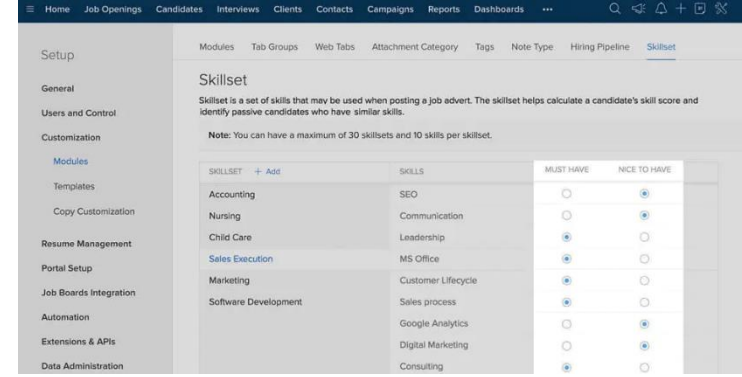 Home Job Openings Candidates Interviews Clients Contacts Campaigns Reports Dashboards ...
Modules Tab Groups Web Tabs Attachment Category Tags Note Type Hiring Pipeline Skillset
Setup
General
Users and Control
Customization
Modules
Templates
Copy Customization
Resume Management
Portal Setup
Job Boards Integration
Automation
Extensions & APIs
Data Administration
Skillset
Skillset is a set of skills that may be used when posting a job advert. The skillset helps calculate a candidate's skill score and
identify passive candidates who have similar skills.
Note: You can have a maximum of 30 skillsets and 10 skills per skillset.
SKILLSET + Add SKILLS MUST HAVE NICE TO HAVE
Accounting SEO
Nursing Communication
Child Care Leadership
Sales Execution MS Office
Marketing Customer Lifecycle
Software Development Sales process
Google Analytics
Digital Marketing
Consulting